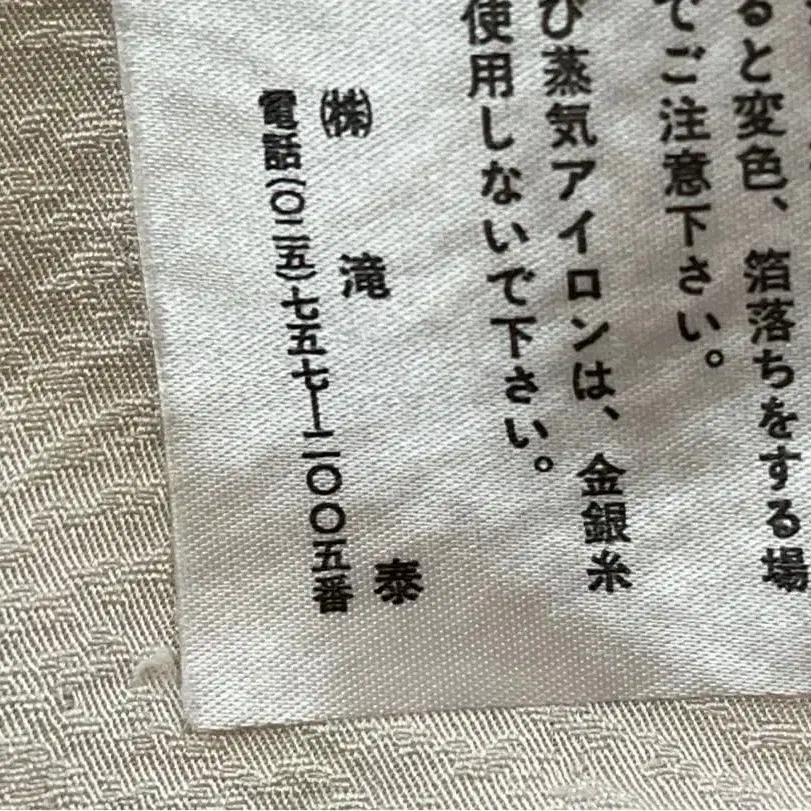 ると変色、箔落ちをする場
でご注意下さい。
び蒸気アイロンは、金銀糸
使用しないで下さい。
㈱ 滝 泰
電話(〇二五)七五七ー二〇〇五番